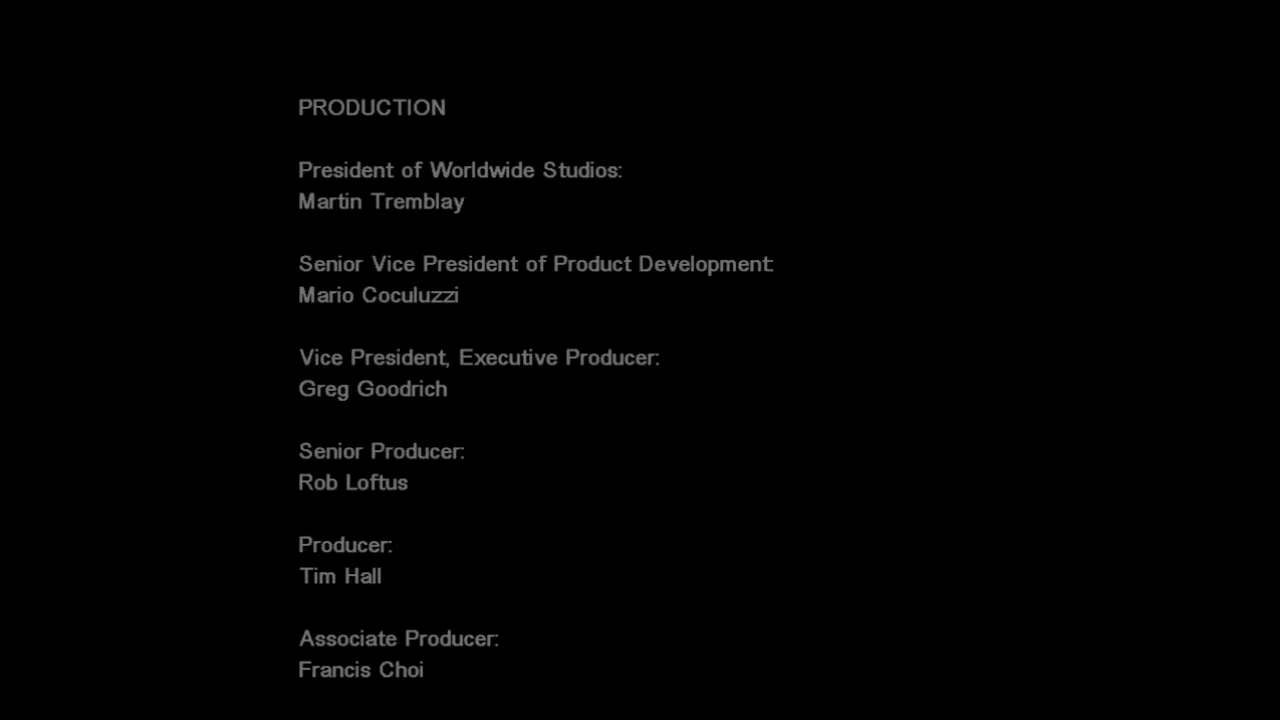 PRODUCTION
President of Worldwide Studios:
Martin Tremblay
Senior Vice President of Product Development:
Mario Coculuzzi
Vice President, Executive Producer:
Greg Goodrich
Senior Producer:
Rob Loftus
Producer:
Tim Hall
Associate Producer:
Francis Choi